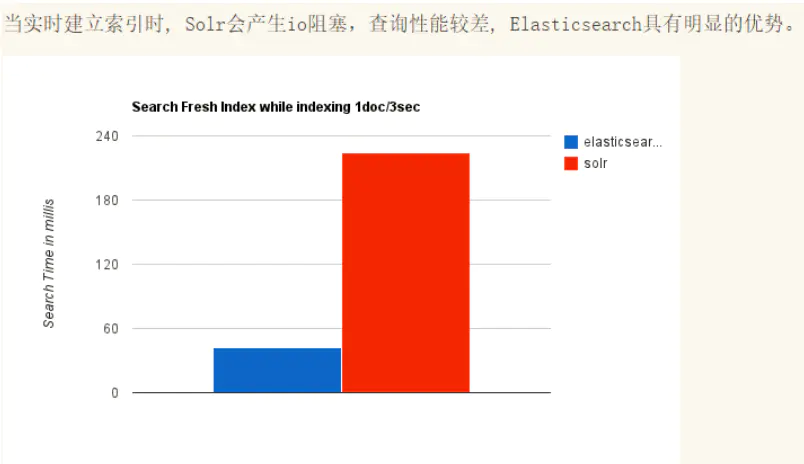 当实时建立索引时, Solr会产生io阻塞，查询性能较差, Elasticsearch具有明显的优势。
Search Fresh Index while indexing 1doc/3sec
240
180
120
60
0
Search Time in millis
elasticsear...
solr